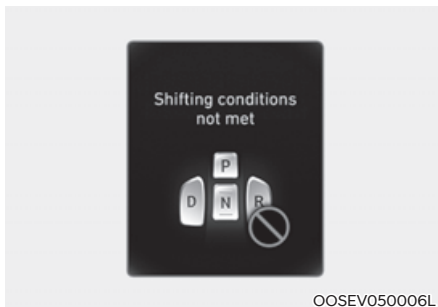 Shifting conditions
not met
P
D N R
OOSEV050006L